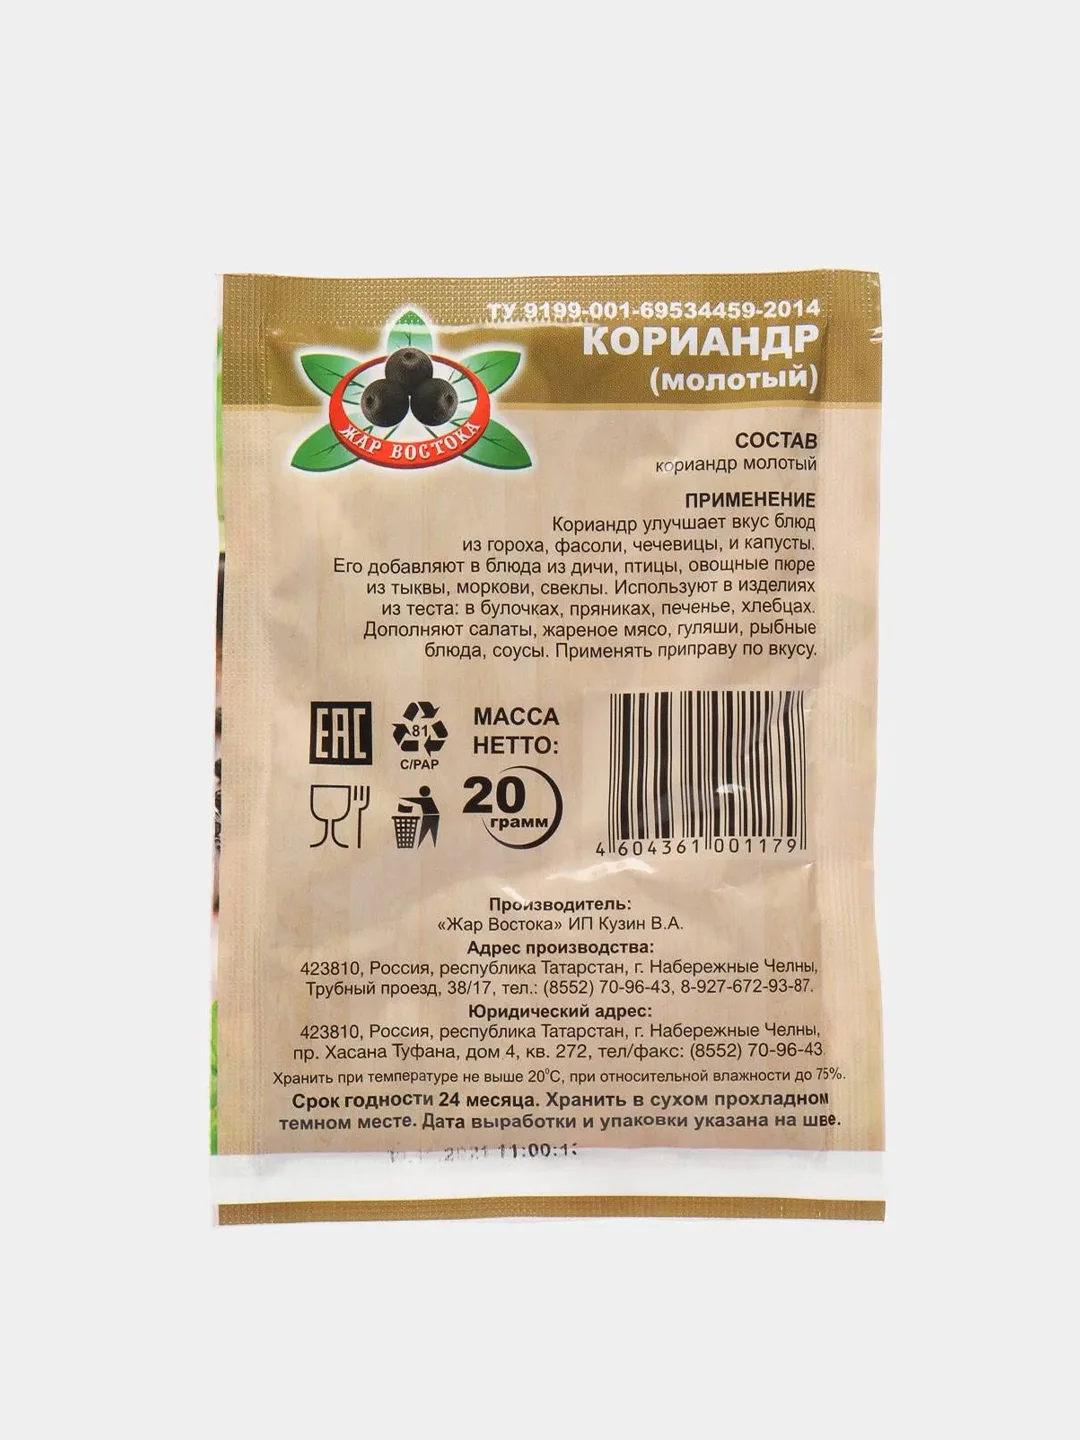 ТУ 9199-001-69534459-2014
КОРИАНДР
(молотый)
ЖАР ВОСТОКА
СОСТАВ
кориандр молотый
ПРИМЕНЕНИЕ
Кориандр улучшает вкус блюд
из гороха, фасоли, чечевицы, и капусты.
Его добавляют в блюда из дичи, птицы, овощные пюре
из тыквы, моркови, свеклы. Используют в изделиях
из теста: в булочках, пряниках, печенье, хлебцах.
Дополняют салаты, жареное мясо, гуляши, рыбные
блюда, соусы. Применять приправу по вкусу.
EAC
81
C/PAP
МАССА
НЕТТО:
20
грамм
4 604361 001179
Производитель:
«Жар Востока» ИП Кузин В.А.
Адрес производства:
423810, Россия, республика Татарстан, г. Набережные Челны,
Трубный проезд, 38/17, тел.: (8552) 70-96-43, 8-927-672-93-87.
Юридический адрес:
423810, Россия, республика Татарстан, г. Набережные Челны,
пр. Хасана Туфана, дом 4, кв. 272, тел/факс: (8552) 70-96-43.
Хранить при температуре не выше 20°С, при относительной влажности до 75%.
Срок годности 24 месяца. Хранить в сухом прохладном
темном месте. Дата выработки и упаковки указана на шве.